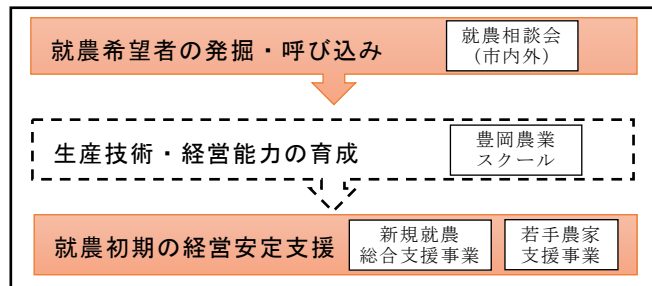 就農希望者の発掘・呼び込み
就農相談会
(市内外)
生産技術・経営能力の育成
豊岡農業
スクール
就農初期の経営安定支援
新規就農
総合支援事業
若手農家
支援事業